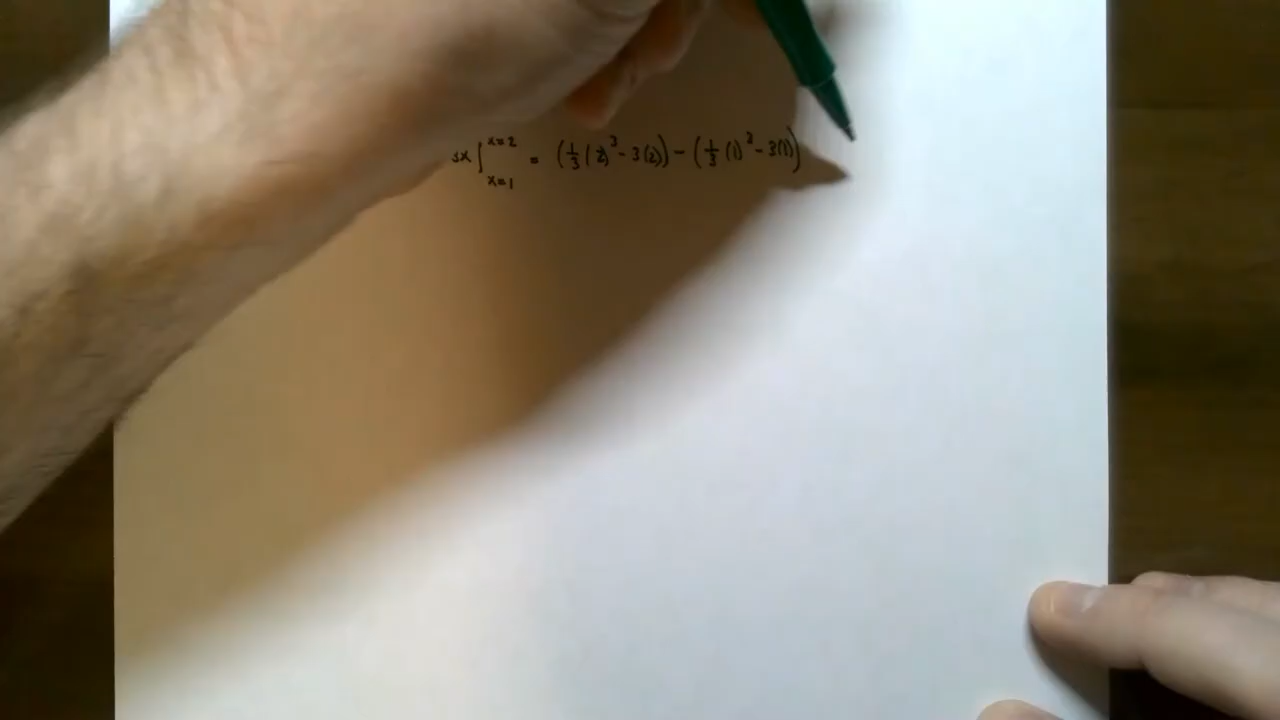 3x |_{x=1}^{x=2} = (1/3 (2)^3 - 3(2)) - (1/3 (1)^3 - 3(1))